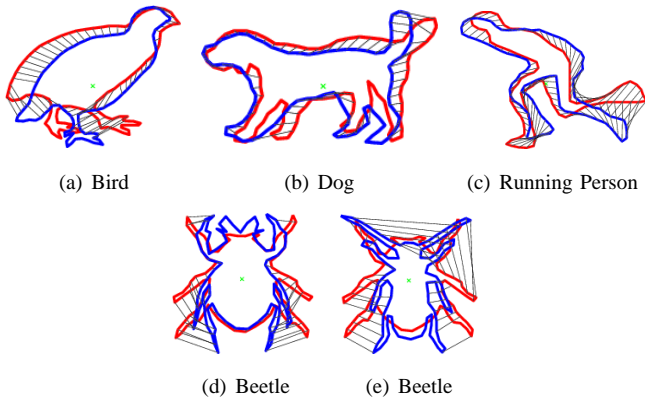 (a) Bird
(b) Dog
(c) Running Person
(d) Beetle
(e) Beetle